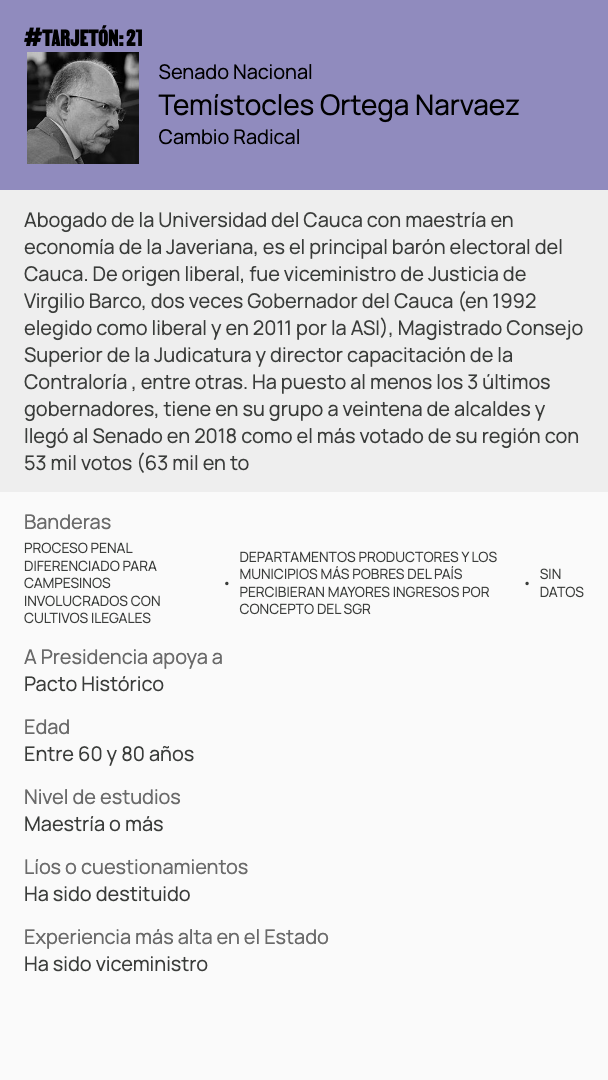 #TARJETÓN: 21
Senado Nacional
Temístocles Ortega Narvaez
Cambio Radical
Abogado de la Universidad del Cauca con maestría en
economía de la Javeriana, es el principal barón electoral del
Cauca. De origen liberal, fue viceministro de Justicia de
Virgilio Barco, dos veces Gobernador del Cauca (en 1992
elegido como liberal y en 2011 por la ASI), Magistrado Consejo
Superior de la Judicatura y director capacitación de la
Contraloría , entre otras. Ha puesto al menos los 3 últimos
gobernadores, tiene en su grupo a veintena de alcaldes y
llegó al Senado en 2018 como el más votado de su región con
53 mil votos (63 mil en to
Banderas
PROCESO PENAL
DIFERENCIADO PARA
CAMPESINOS
INVOLUCRADOS CON
CULTIVOS ILEGALES
• DEPARTAMENTOS PRODUCTORES Y LOS
MUNICIPIOS MÁS POBRES DEL PAÍS
PERCIBIERAN MAYORES INGRESOS POR
CONCEPTO DEL SGR
• SIN
DATOS
A Presidencia apoya a
Pacto Histórico
Edad
Entre 60 y 80 años
Nivel de estudios
Maestría o más
Líos o cuestionamientos
Ha sido destituido
Experiencia más alta en el Estado
Ha sido viceministro